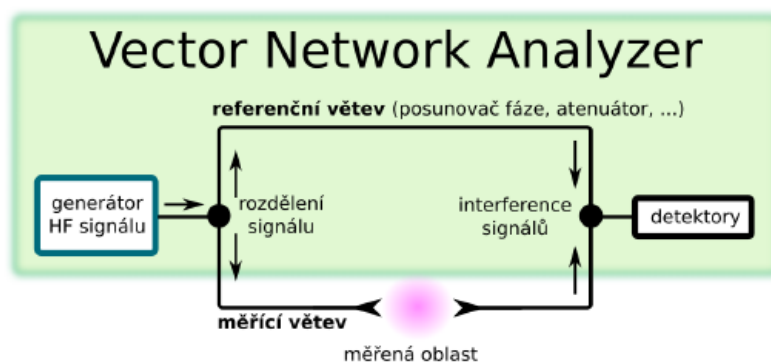 Vector Network Analyzer
referenční větev (posunovač fáze, atenuátor, ...)
generátor
HF signálu
rozdělení
signálu
interference
signálů
detektory
měřící větev
měřená oblast